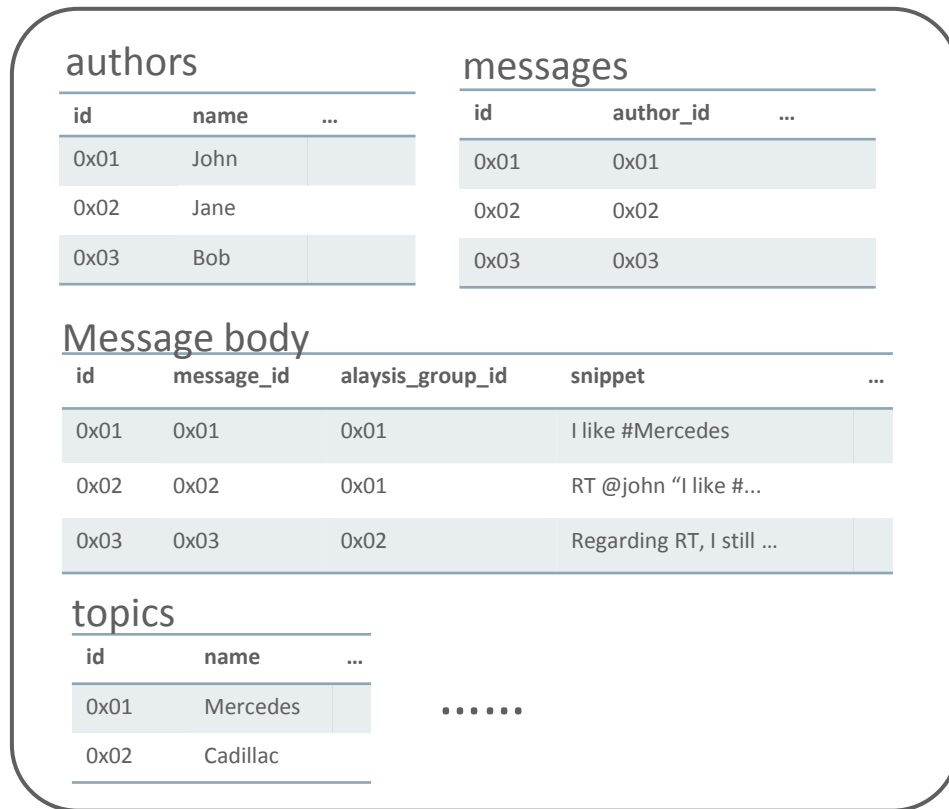 authors
id name ...
0x01 John
0x02 Jane
0x03 Bob
messages
id author_id ...
0x01 0x01
0x02 0x02
0x03 0x03
Message body
id message_id alaysis_group_id snippet ...
0x01 0x01 0x01 I like #Mercedes
0x02 0x02 0x01 RT @john “I like #...
0x03 0x03 0x02 Regarding RT, I still ...
topics
id name ...
0x01 Mercedes
0x02 Cadillac
......